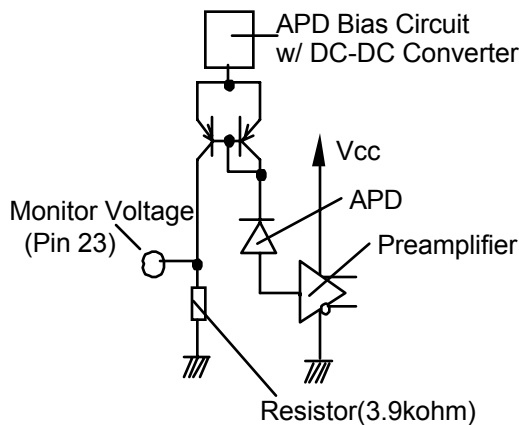 APD Bias Circuit
w/ DC-DC Converter
Vcc
APD
Monitor Voltage
(Pin 23)
Preamplifier
Resistor(3.9kohm)